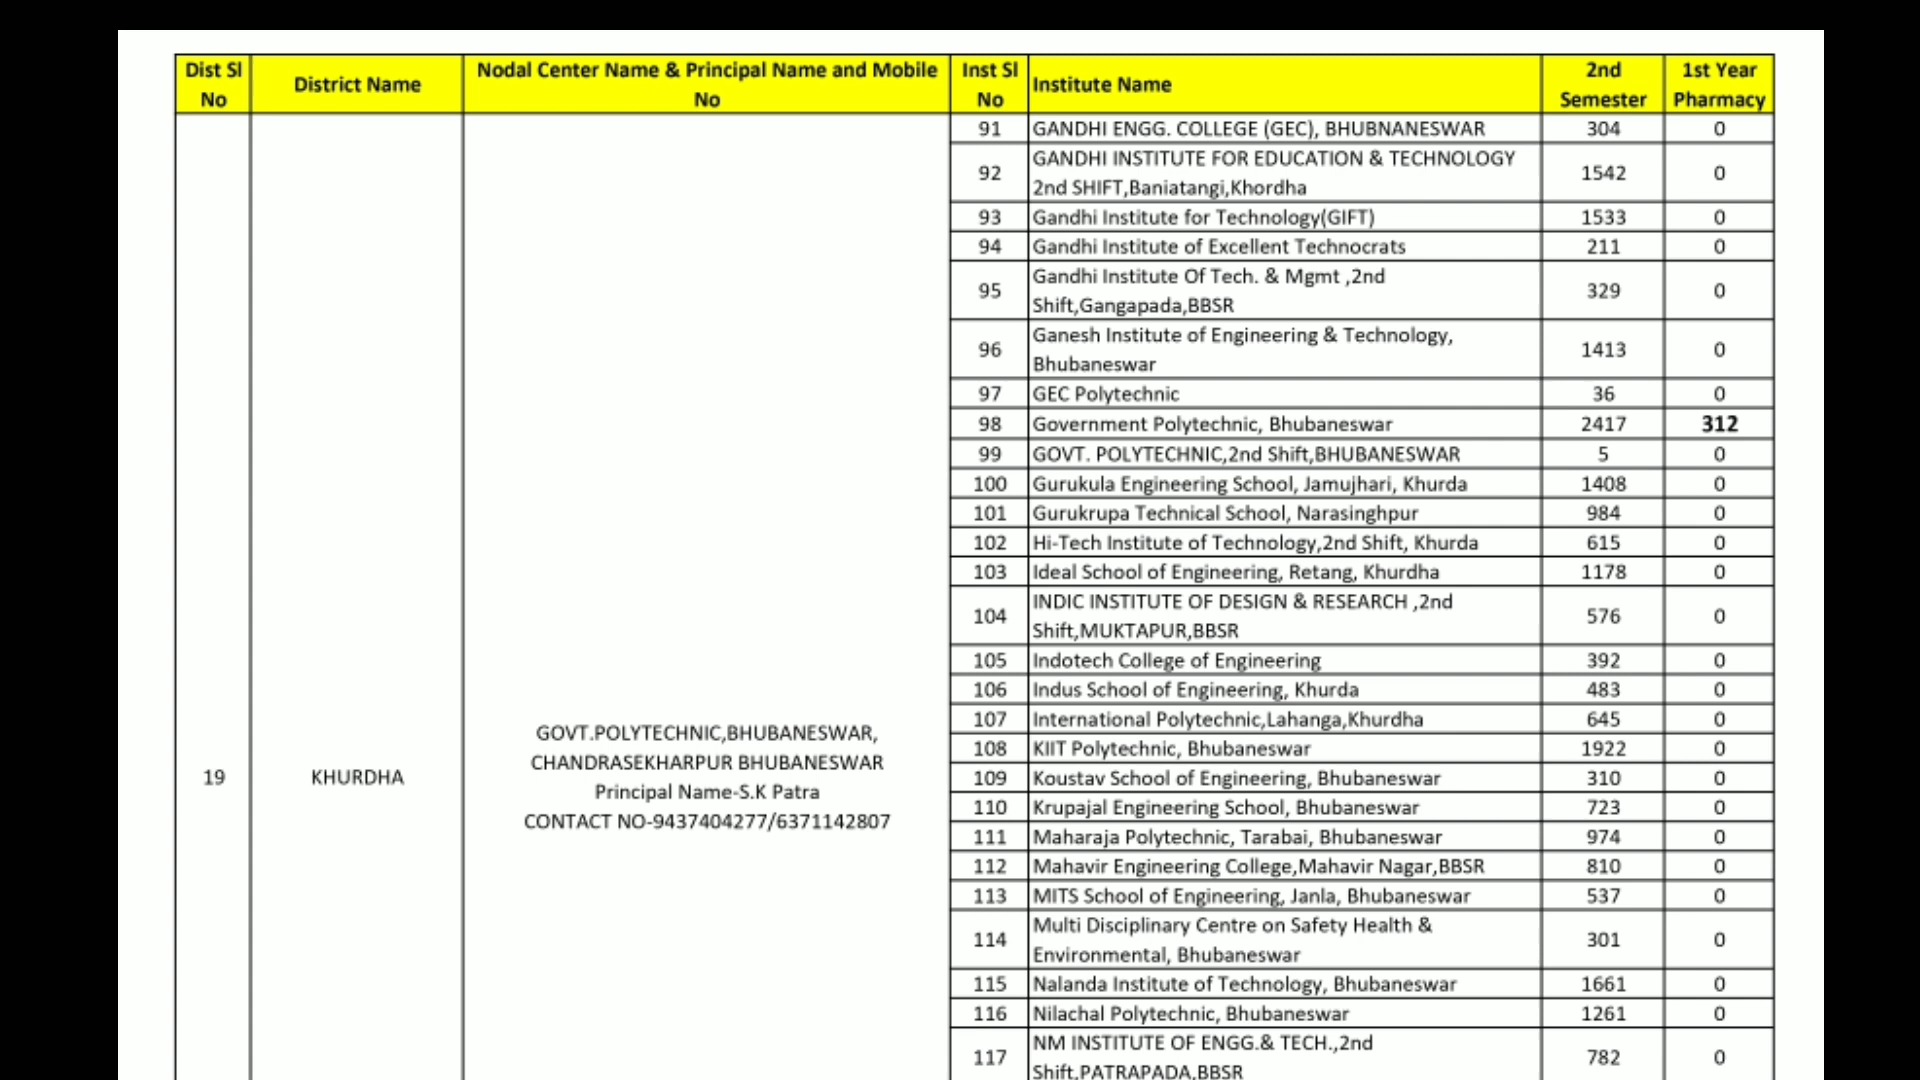 Dist Sl No | District Name | Nodal Center Name & Principal Name and Mobile No | Inst Sl No | Institute Name | 2nd Semester | 1st Year Pharmacy
91 GANDHI ENGG. COLLEGE (GEC), BHUBNANESWAR 304 0
92 GANDHI INSTITUTE FOR EDUCATION & TECHNOLOGY
2nd SHIFT,Baniatangi,Khordha 1542 0
93 Gandhi Institute for Technology(GIFT) 1533 0
94 Gandhi Institute of Excellent Technocrats 211 0
95 Gandhi Institute Of Tech. & Mgmt ,2nd
Shift,Gangapada,BBSR 329 0
96 Ganesh Institute of Engineering & Technology,
Bhubaneswar 1413 0
97 GEC Polytechnic 36 0
98 Government Polytechnic, Bhubaneswar 2417 312
99 GOVT. POLYTECHNIC,2nd Shift,BHUBANESWAR 5 0
100 Gurukula Engineering School, Jamujhari, Khurda 1408 0
101 Gurukrupa Technical School, Narasinghpur 984 0
102 Hi-Tech Institute of Technology,2nd Shift, Khurda 615 0
103 Ideal School of Engineering, Retang, Khurdha 1178 0
104 INDIC INSTITUTE OF DESIGN & RESEARCH ,2nd
Shift,MUKTAPUR,BBSR 576 0
105 Indotech College of Engineering 392 0
106 Indus School of Engineering, Khurda 483 0
107 International Polytechnic,Lahanga,Khurdha 645 0
108 KIIT Polytechnic, Bhubaneswar 1922 0
109 Koustav School of Engineering, Bhubaneswar 310 0
110 Krupajal Engineering School, Bhubaneswar 723 0
111 Maharaja Polytechnic, Tarabai, Bhubaneswar 974 0
112 Mahavir Engineering College,Mahavir Nagar,BBSR 810 0
113 MITS School of Engineering, Janla, Bhubaneswar 537 0
114 Multi Disciplinary Centre on Safety Health &
Environmental, Bhubaneswar 301 0
115 Nalanda Institute of Technology, Bhubaneswar 1661 0
116 Nilachal Polytechnic, Bhubaneswar 1261 0
117 NM INSTITUTE OF ENGG.& TECH.,2nd
Shift,PATRAPADA,BBSR 782 0
19 KHURDHA
GOVT.POLYTECHNIC,BHUBANESWAR,
CHANDRASEKHARPUR BHUBANESWAR
Principal Name-S.K Patra
CONTACT NO-9437404277/6371142807